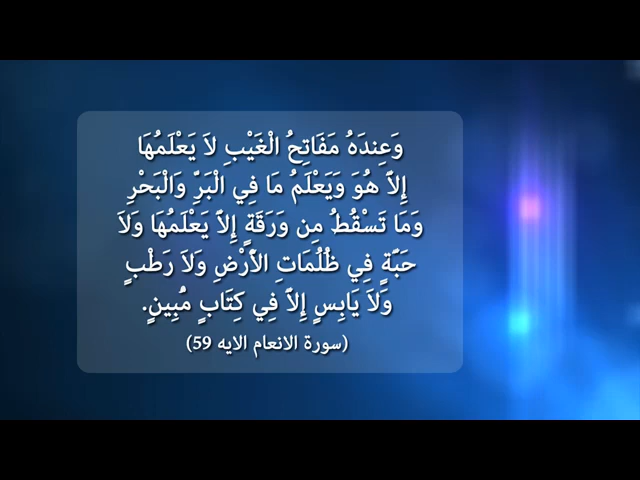 وَعِندَهُ مَفَاتِحُ الْغَيْبِ لاَ يَعْلَمُهَا
إِلاَّ هُوَ وَيَعْلَمُ مَا فِي الْبَرِّ وَالْبَحْرِ
وَمَا تَسْقُطُ مِن وَرَقَةٍ إِلاَّ يَعْلَمُهَا وَلاَ
حَبَّةٍ فِي ظُلُمَاتِ الأَرْضِ وَلاَ رَطْبٍ
وَلاَ يَابِسٍ إِلاَّ فِي كِتَابٍ مُّبِينٍ.
(سورة الانعام الايه 59)